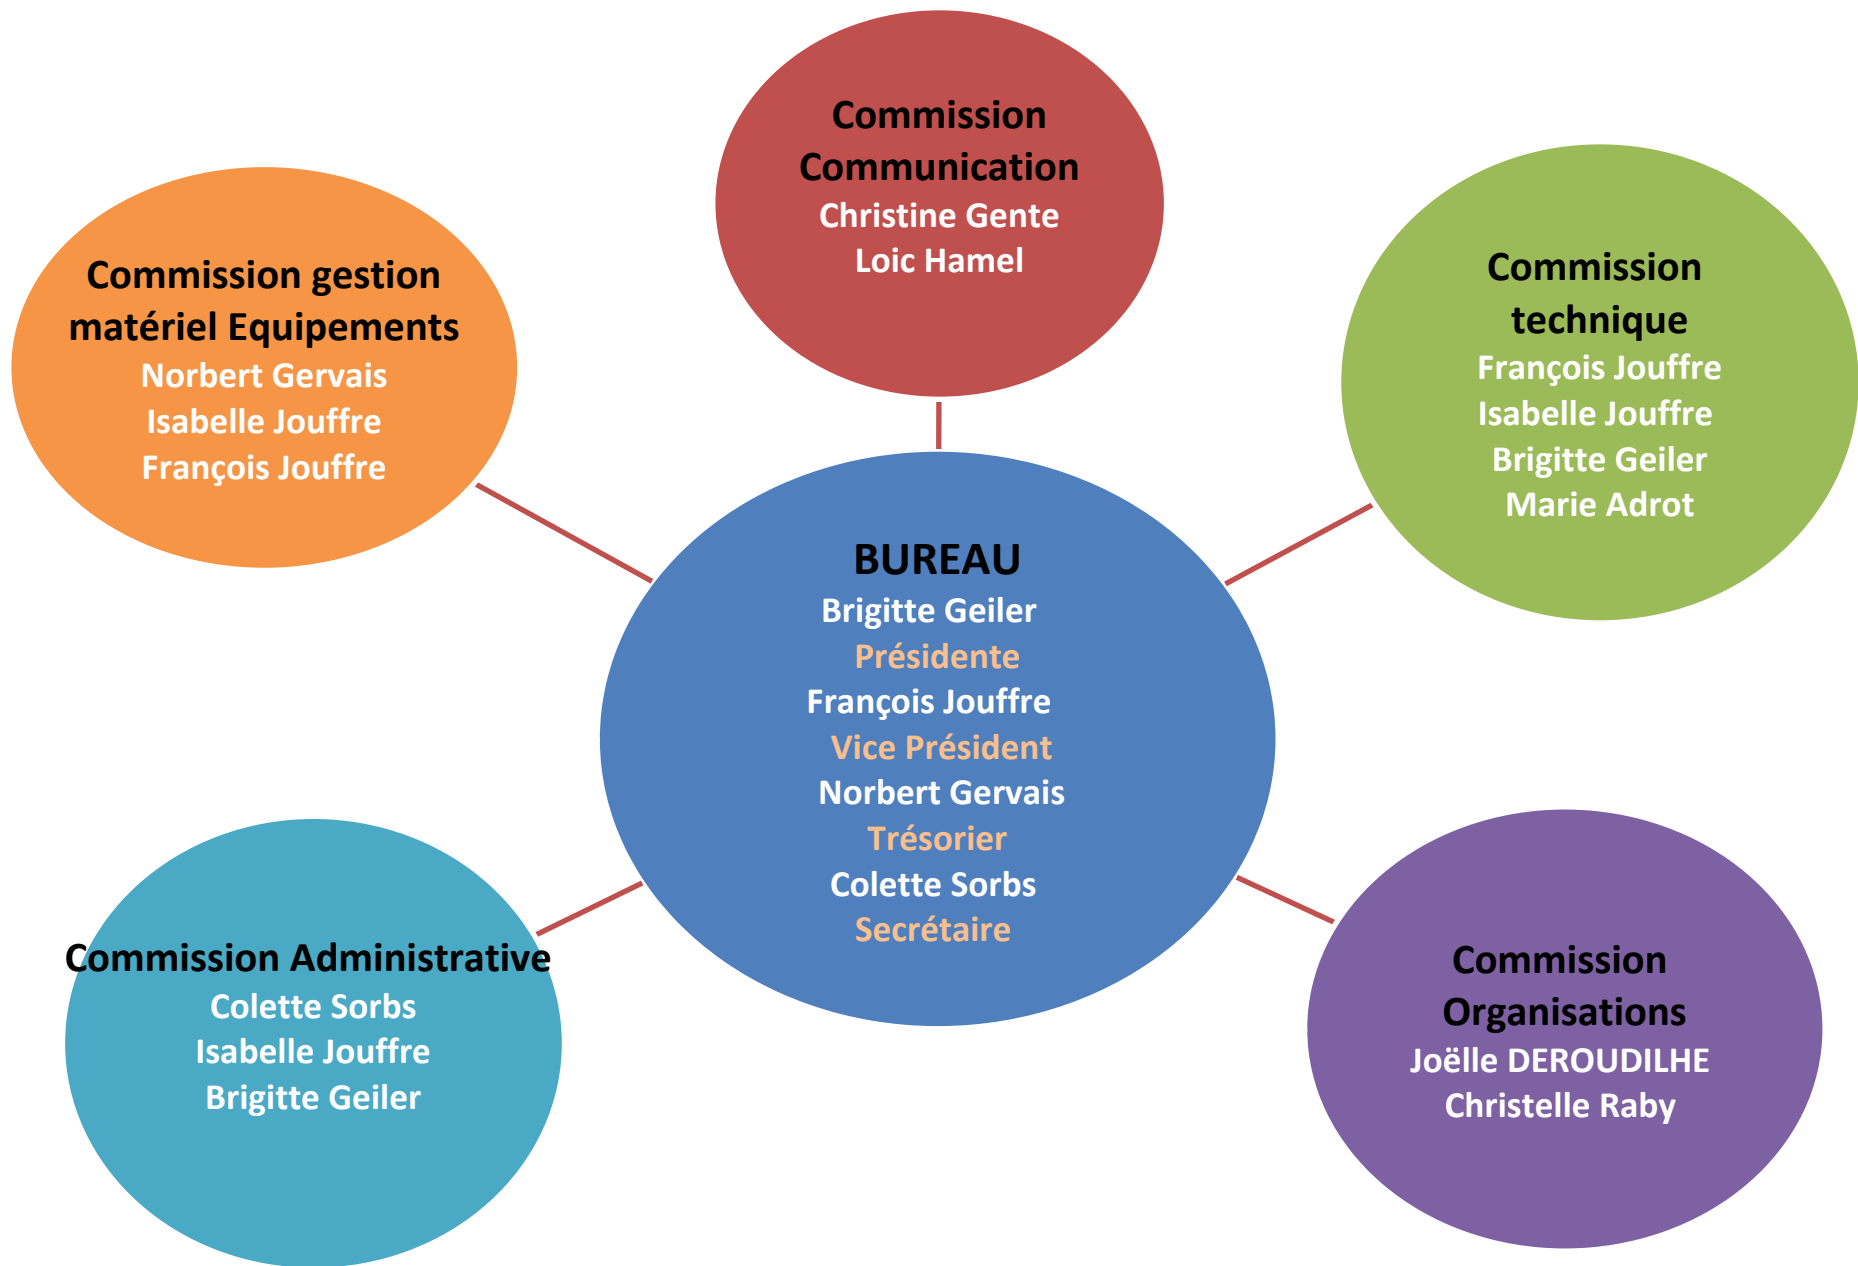 Commission
Communication
Christine Gente
Loic Hamel
Commission gestion
matériel Equipements
Norbert Gervais
Isabelle Jouffre
François Jouffre
Commission
technique
François Jouffre
Isabelle Jouffre
Brigitte Geiler
Marie Adrot
BUREAU
Brigitte Geiler
Présidente
François Jouffre
Vice Président
Norbert Gervais
Trésorier
Colette Sorbs
Secrétaire
Commission Administrative
Colette Sorbs
Isabelle Jouffre
Brigitte Geiler
Commission
Organisations
Joëlle DEROUDILHE
Christelle Raby